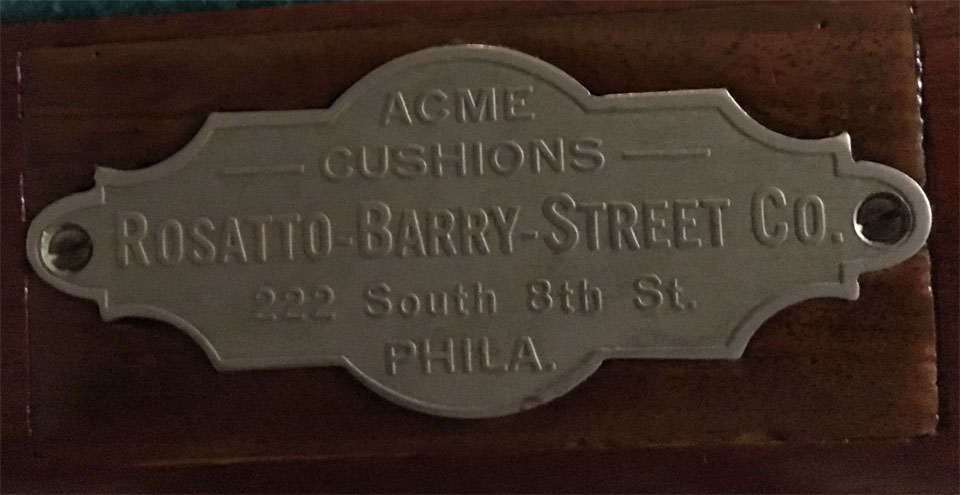 ACME
CUSHIONS
ROSATTO-BARRY-STREET CO.
222 South 8th St.
PHILA.